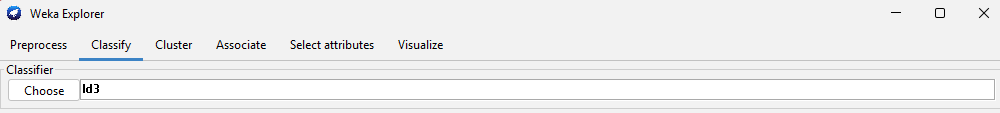 Weka Explorer
Preprocess Classify Cluster Associate Select attributes Visualize
Classifier
Choose Id3